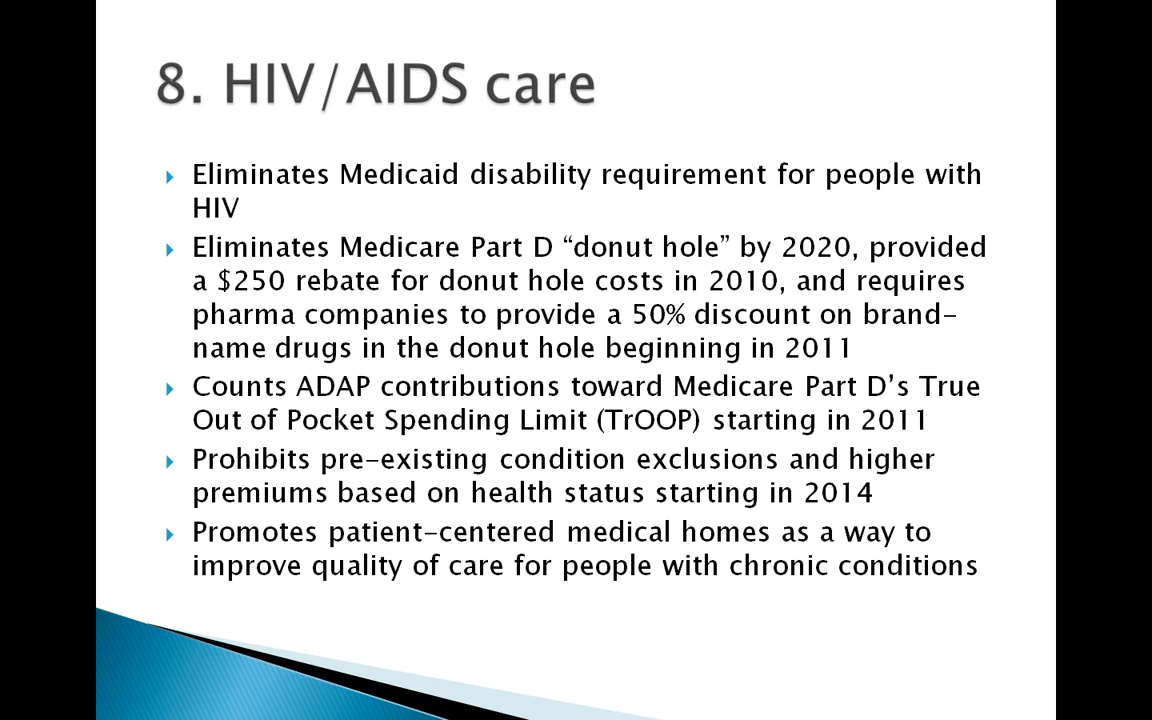 8. HIV/AIDS care
Eliminates Medicaid disability requirement for people with
HIV
Eliminates Medicare Part D “donut hole” by 2020, provided
a $250 rebate for donut hole costs in 2010, and requires
pharma companies to provide a 50% discount on brand-
name drugs in the donut hole beginning in 2011
Counts ADAP contributions toward Medicare Part D’s True
Out of Pocket Spending Limit (TrOOP) starting in 2011
Prohibits pre-existing condition exclusions and higher
premiums based on health status starting in 2014
Promotes patient-centered medical homes as a way to
improve quality of care for people with chronic conditions